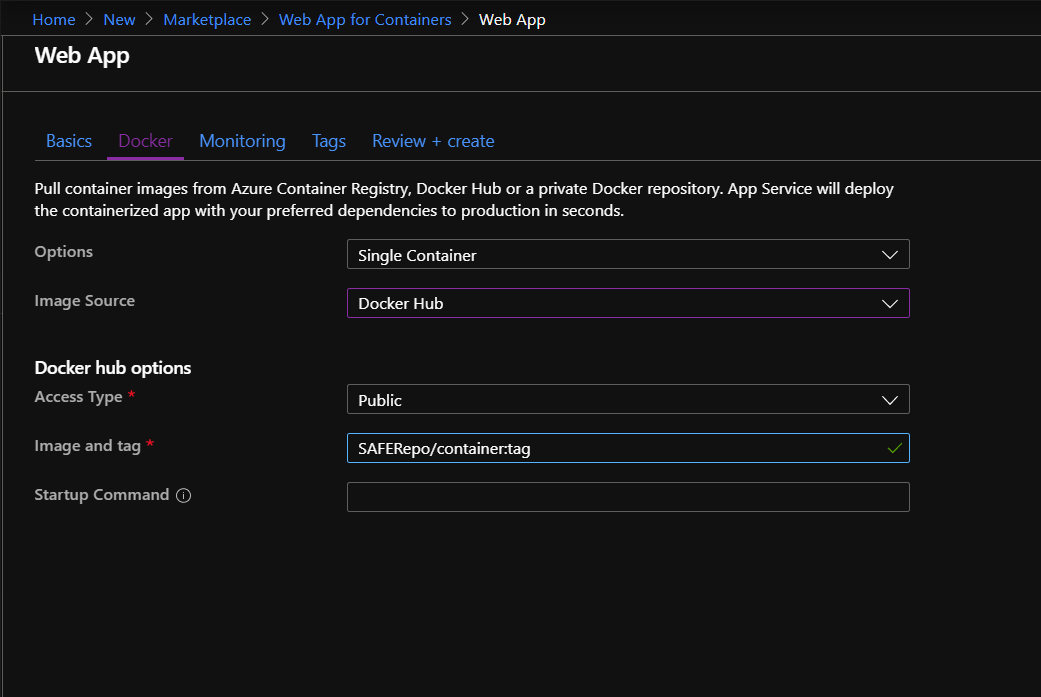 Home > New > Marketplace > Web App for Containers > Web App
Web App
Basics Docker Monitoring Tags Review + create
Pull container images from Azure Container Registry, Docker Hub or a private Docker repository. App Service will deploy
the containerized app with your preferred dependencies to production in seconds.
Options Single Container
Image Source Docker Hub
Docker hub options
Access Type * Public
Image and tag * SAFERepo/container:tag
Startup Command